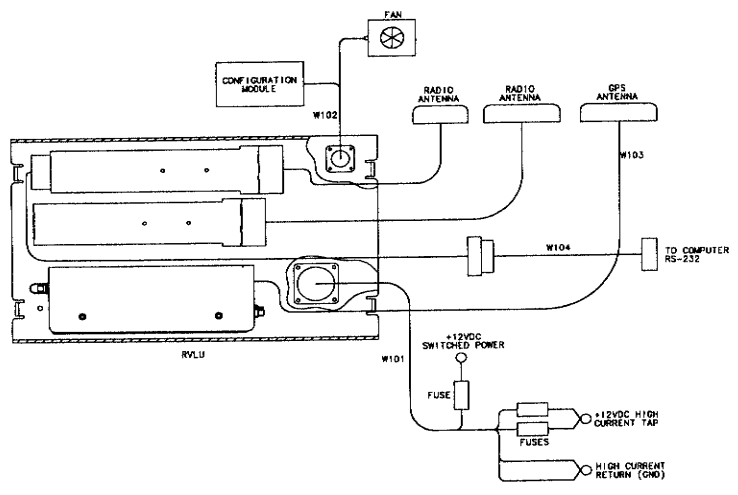 FAN
CONFIGURATION
MODULE
W102
RADIO
ANTENNA
RADIO
ANTENNA
GPS
ANTENNA
W103
W104
TO COMPUTER
RS-232
RVLU
W101
+12VDC
SWITCHED POWER
FUSE
FUSES
+12VDC HIGH
CURRENT TAP
HIGH CURRENT
RETURN (GND)